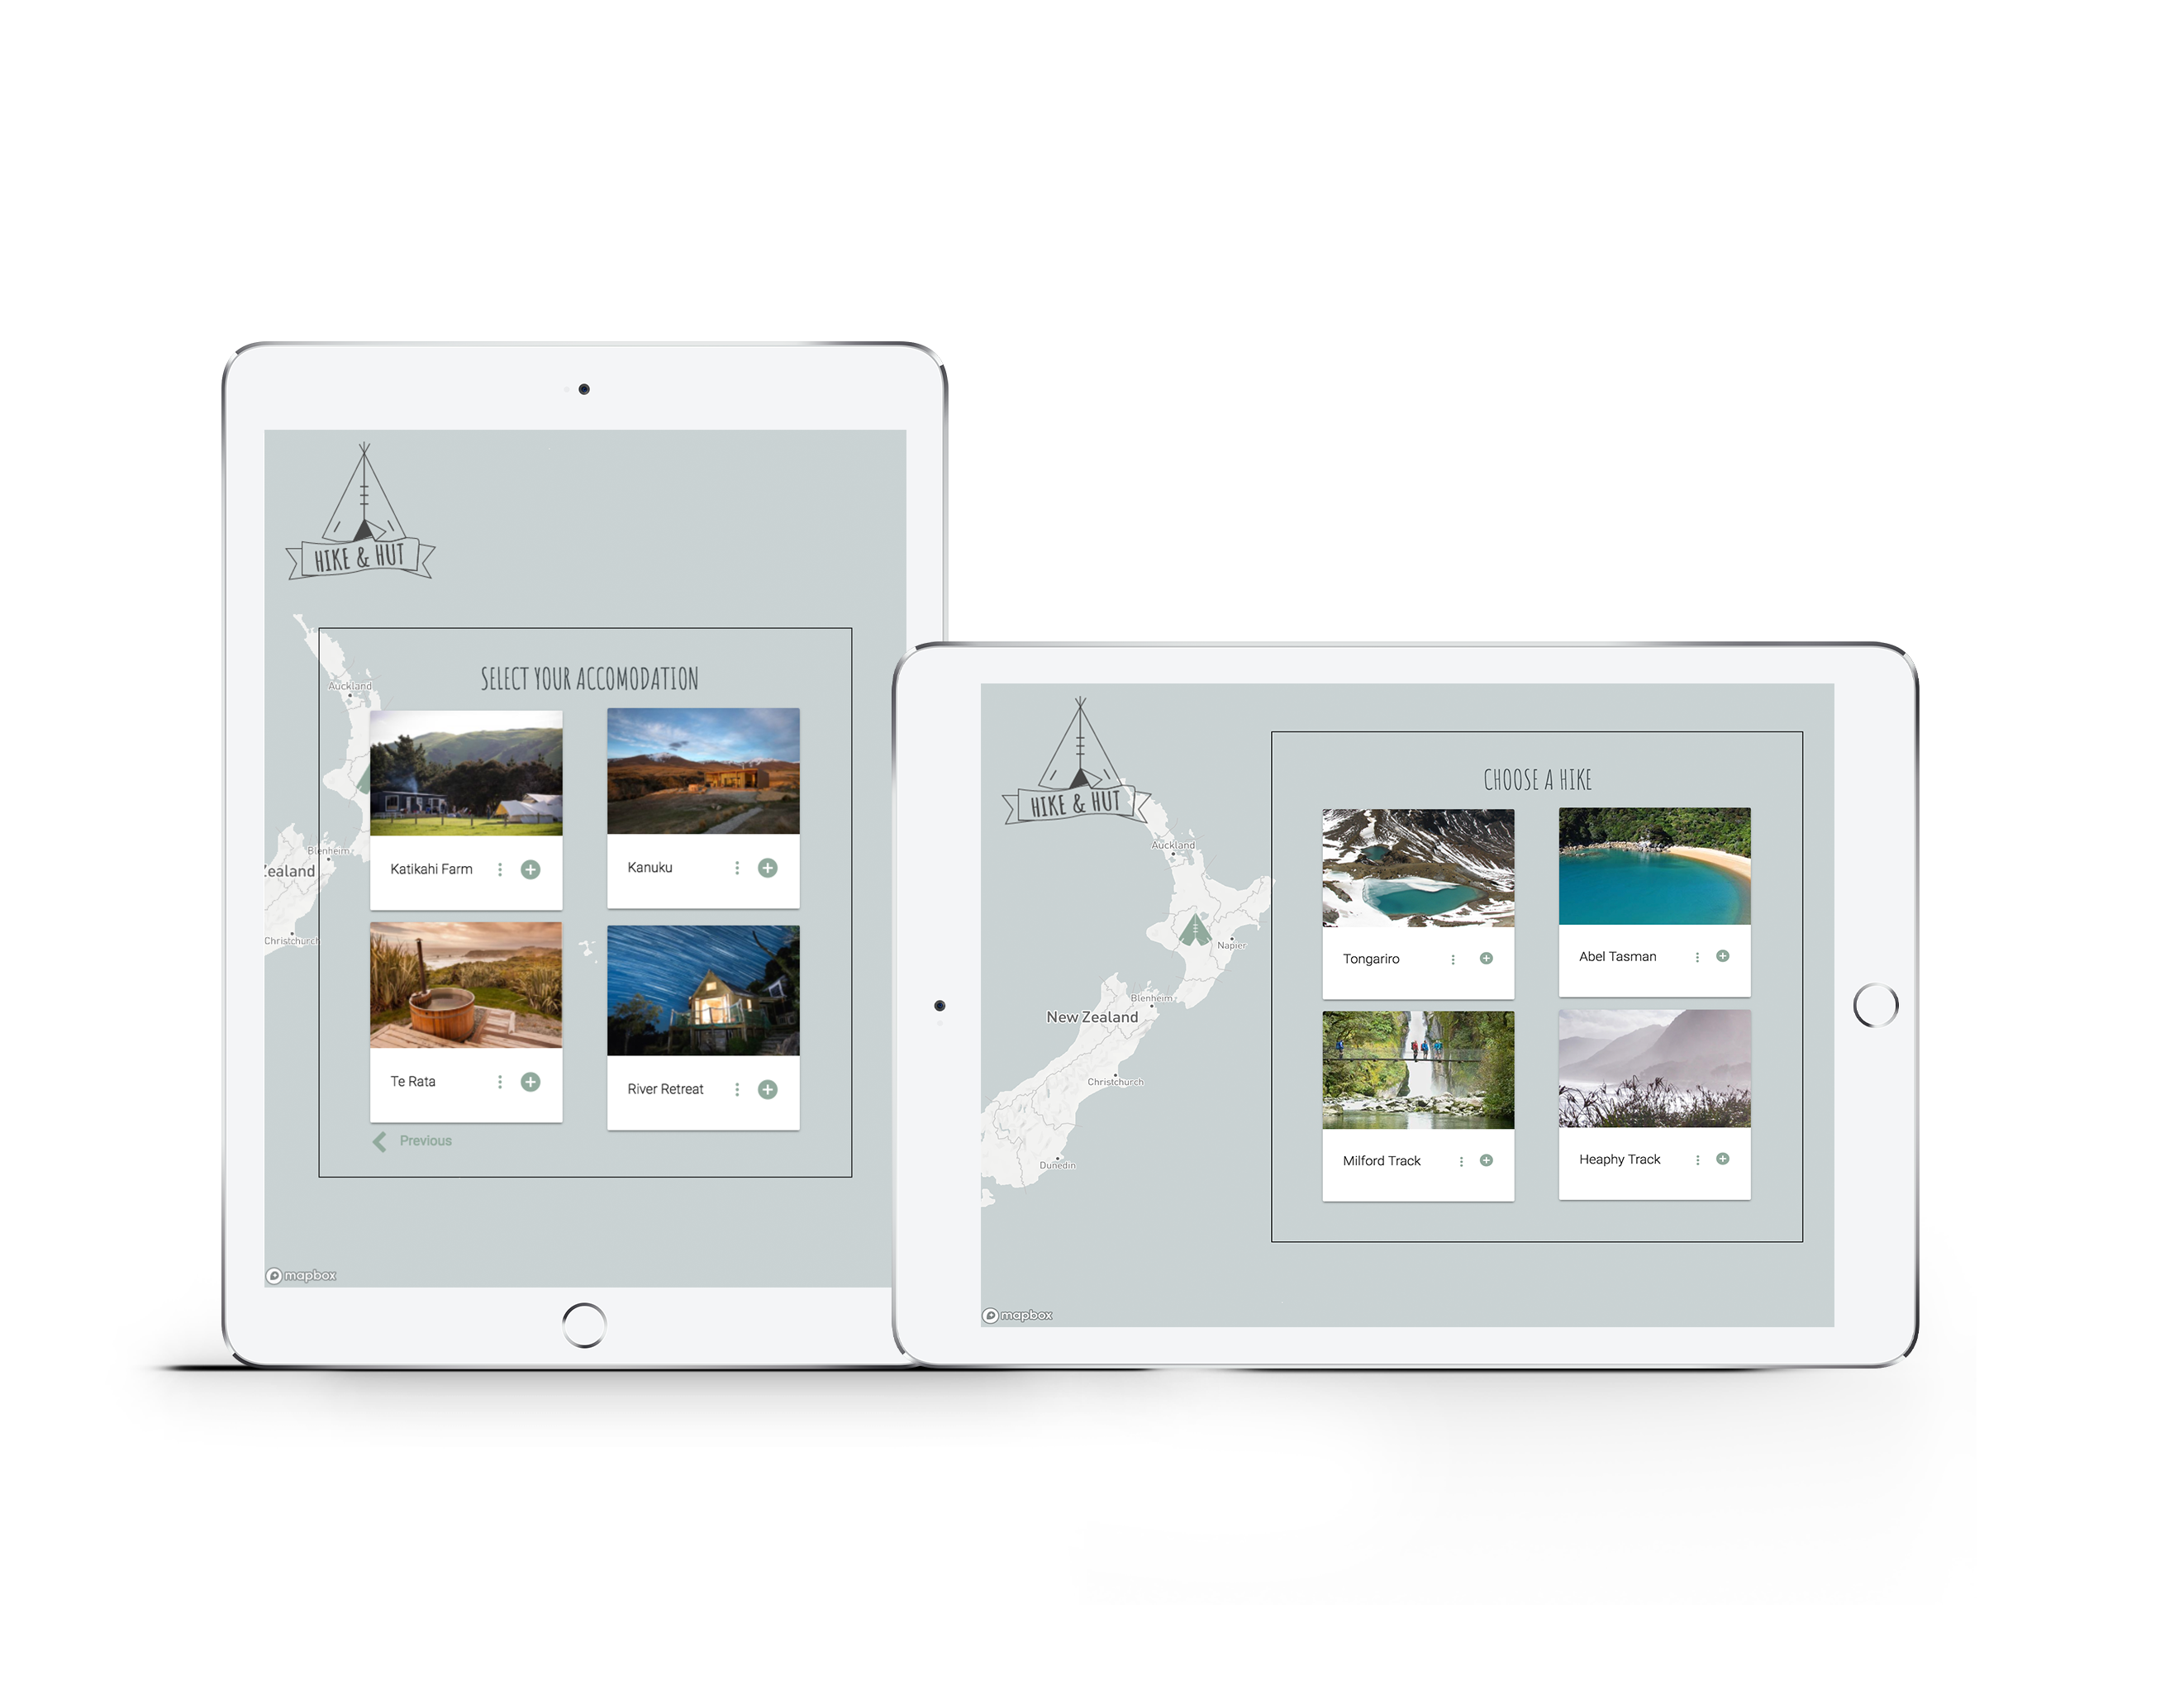 HIKE & HUT
SELECT YOUR ACCOMODATION
Auckland
Katikahi Farm
Kanuku
Blenheim
Zealand
Christchurch
Te Rata
River Retreat
Previous
mapbox
HIKE & HUT
CHOOSE A HIKE
Auckland
Tongariro
Abel Tasman
Napier
Blenheim
New Zealand
Christchurch
Milford Track
Heaphy Track
Dunedin
mapbox